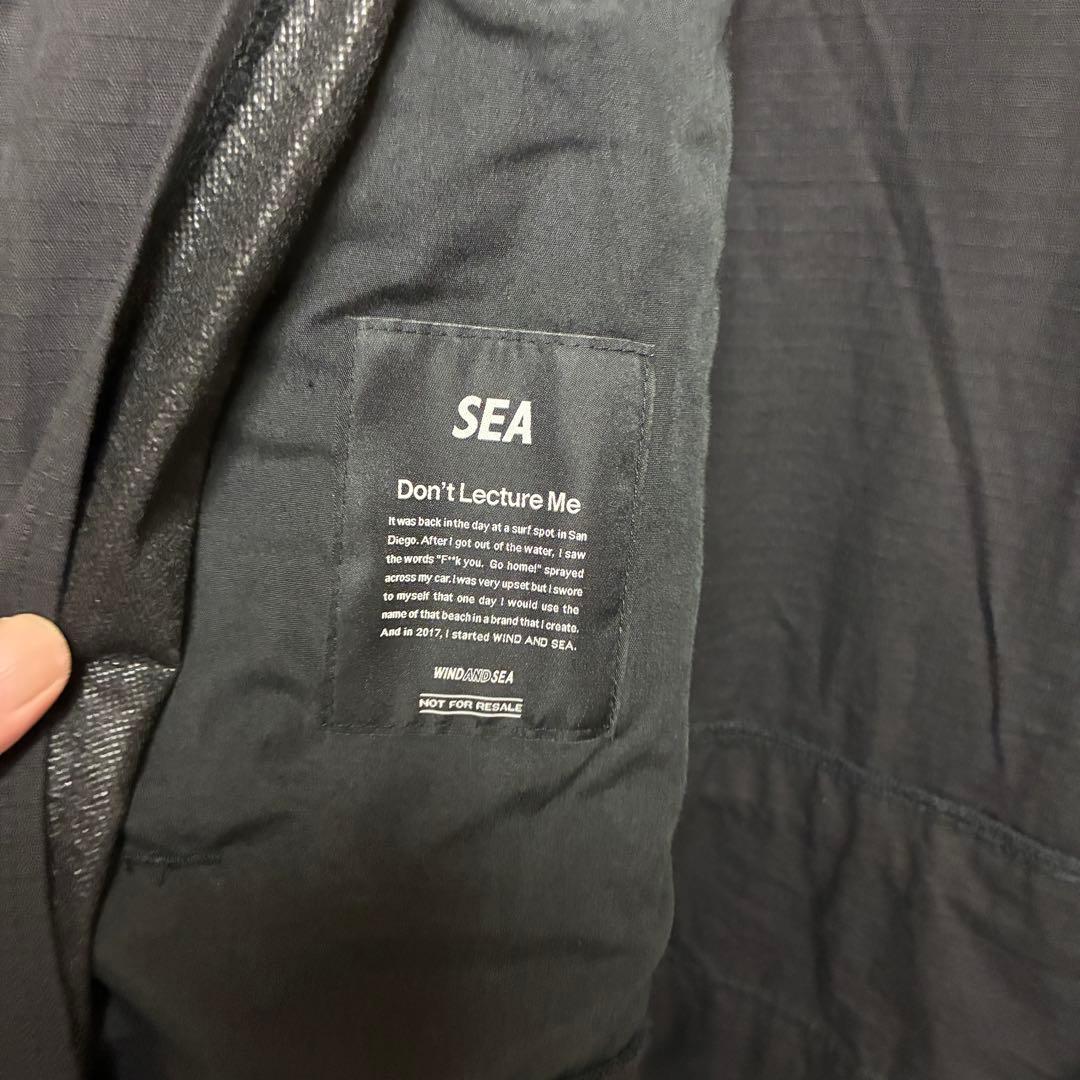 SEA
Don't Lecture Me
It was back in the day at a surf spot in San
Diego. After I got out of the water, I saw
the words "F**k you. Go home!" sprayed
across my car. I was very upset but I swore
to myself that one day I would use the
name of that beach in a brand that I create.
And in 2017, I started WIND AND SEA.
WINDANDSEA
NOT FOR RESALE